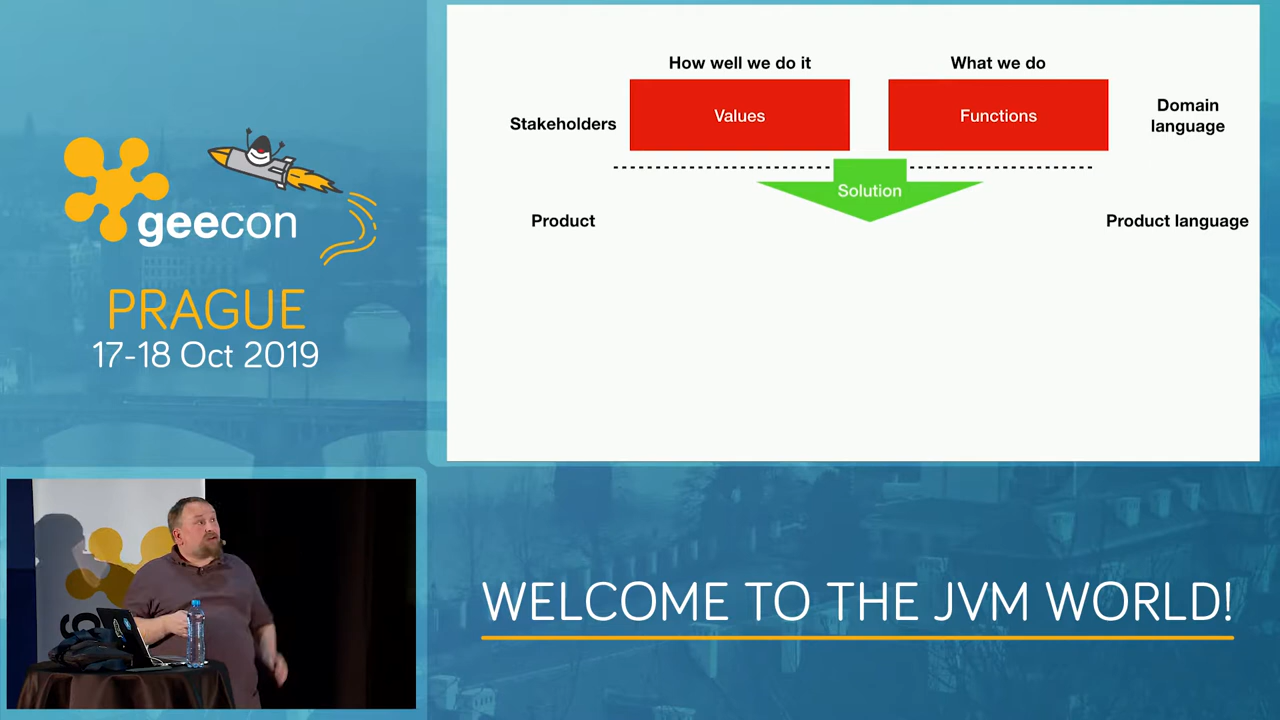 geecon
PRAGUE
17-18 Oct 2019
How well we do it
What we do
Stakeholders
Values
Functions
Domain
language
Solution
Product
Product language
WELCOME TO THE JVM WORLD!